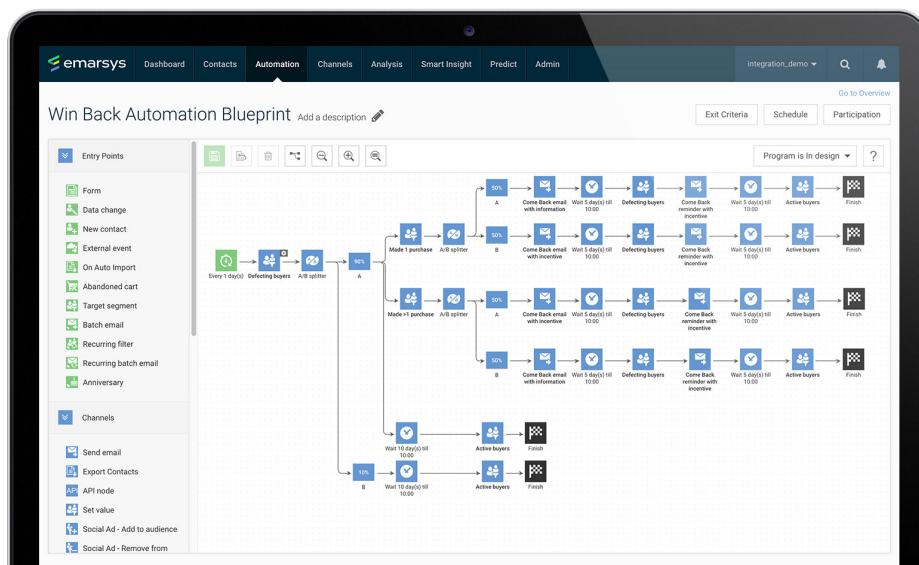 emarsys
Dashboard
Contacts
Automation
Channels
Analysis
Smart Insight
Predict
Admin
integration_demo
Go to Overview
Win Back Automation Blueprint
Add a description
Exit Criteria
Schedule
Participation
Entry Points
Form
Data change
New contact
External event
On Auto Import
Abandoned cart
Target segment
Batch email
Recurring filter
Recurring batch email
Anniversary
Channels
Send email
Export Contacts
API
API node
Set value
Social Ad - Add to audience
Social Ad - Remove from
Program is In design
?
50%
A
Come Back email
with information
Wait 5 day(s) till
10:00
Defecting buyers
Come Back
reminder with
incentive
Wait 5 day(s) till
10:00
Active buyers
Finish
Every 1 day(s)
Defecting buyers
A/B splitter
90%
A
Made 1 purchase
A/B splitter
50%
B
Come Back email
with incentive
Wait 5 day(s) till
10:00
Defecting buyers
Come Back
reminder with
incentive
Wait 5 day(s) till
10:00
Active buyers
Finish
Made >1 purchase
A/B splitter
50%
A
Come Back email
with incentive
Wait 5 day(s) till
10:00
Defecting buyers
Come Back
reminder with
incentive
Wait 5 day(s) till
10:00
Active buyers
Finish
50%
B
Come Back email
with information
Wait 5 day(s) till
10:00
Defecting buyers
Come Back
reminder with
incentive
Wait 5 day(s) till
10:00
Active buyers
Finish
Wait 10 day(s) till
10:00
Active buyers
Finish
10%
B
Wait 10 day(s) till
10:00
Active buyers
Finish